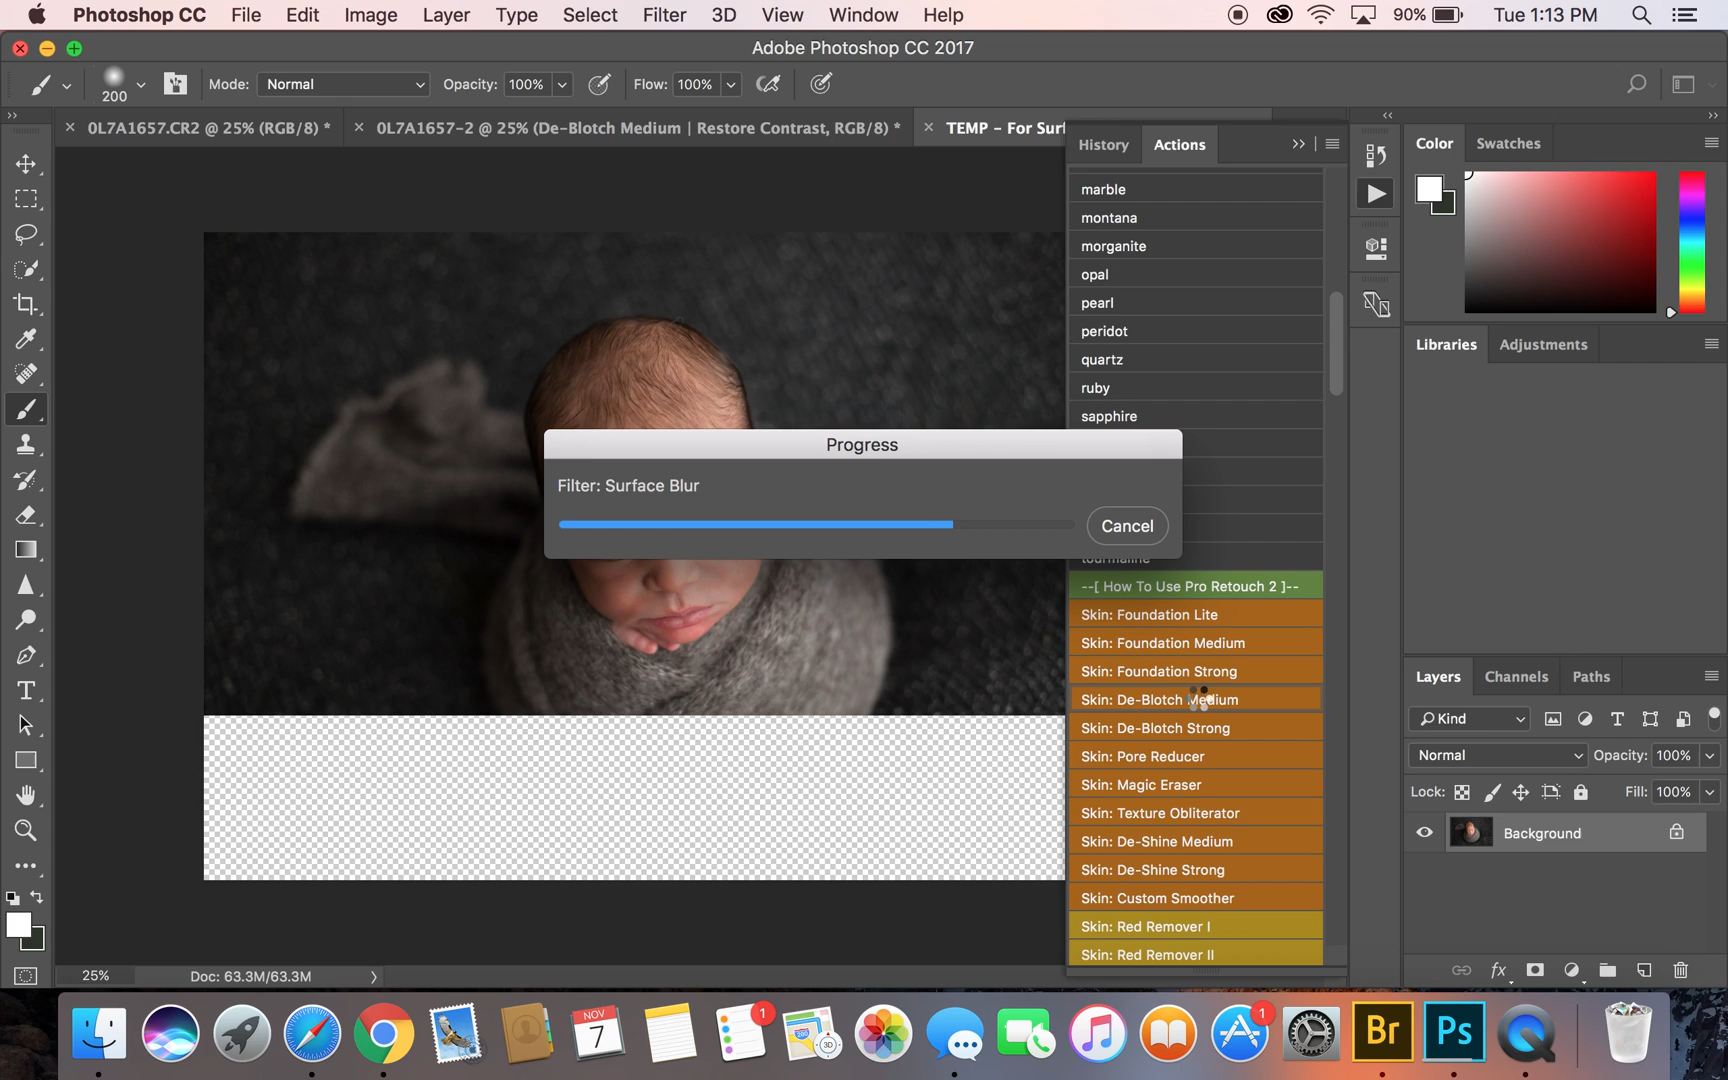 Photoshop CC File Edit Image Layer Type Select Filter 3D View Window Help 90% Tue 1:13 PM
Adobe Photoshop CC 2017
200 Mode: Normal Opacity: 100% Flow: 100%
0L7A1657.CR2 @ 25% (RGB/8) * 0L7A1657-2 @ 25% (De-Blotch Medium | Restore Contrast, RGB/8) * TEMP - For Surf
History Actions
marble
montana
morganite
opal
pearl
peridot
quartz
ruby
sapphire
tourmaline
--[ How To Use Pro Retouch 2 ]--
Skin: Foundation Lite
Skin: Foundation Medium
Skin: Foundation Strong
Skin: De-Blotch Medium
Skin: De-Blotch Strong
Skin: Pore Reducer
Skin: Magic Eraser
Skin: Texture Obliterator
Skin: De-Shine Medium
Skin: De-Shine Strong
Skin: Custom Smoother
Skin: Red Remover I
Skin: Red Remover II
Progress
Filter: Surface Blur
Cancel
Color Swatches
Libraries Adjustments
Layers Channels Paths
Kind
Normal Opacity: 100%
Lock: Fill: 100%
Background
fx
25% Doc: 63.3M/63.3M
NOV
7
1
280
3D
1
Br
Ps